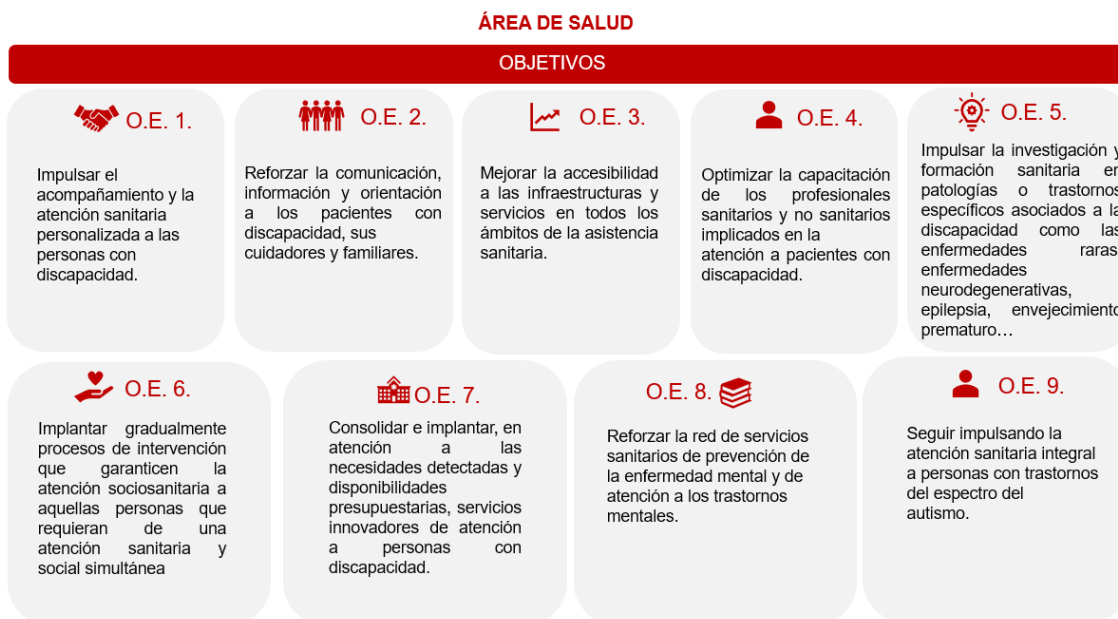 ÁREA DE SALUD
OBJETIVOS
O.E. 1.
Impulsar el
acompañamiento y la
atención sanitaria
personalizada a las
personas con
discapacidad.
O.E. 2.
Reforzar la comunicación,
información y orientación
a los pacientes con
discapacidad, sus
cuidadores y familiares.
O.E. 3.
Mejorar la accesibilidad
a las infraestructuras y
servicios en todos los
ámbitos de la asistencia
sanitaria.
O.E. 4.
Optimizar la capacitación
de los profesionales
sanitarios y no sanitarios
implicados en la
atención a pacientes con
discapacidad.
O.E. 5.
Impulsar la investigación y
formación sanitaria en
patologías o trastornos
específicos asociados a la
discapacidad como las
enfermedades raras
enfermedades
neurodegenerativas,
epilepsia, envejecimiento
prematuro…
O.E. 6.
Implantar gradualmente
procesos de intervención
que garanticen la
atención sociosanitaria a
aquellas personas que
requieran de una
atención sanitaria y
social simultánea
O.E. 7.
Consolidar e implantar, en
atención a las
necesidades detectadas y
disponibilidades
presupuestarias, servicios
innovadores de atención
a personas con
discapacidad.
O.E. 8.
Reforzar la red de servicios
sanitarios de prevención de
la enfermedad mental y de
atención a los trastornos
mentales.
O.E. 9.
Seguir impulsando la
atención sanitaria integral
a personas con trastornos
del espectro del
autismo.